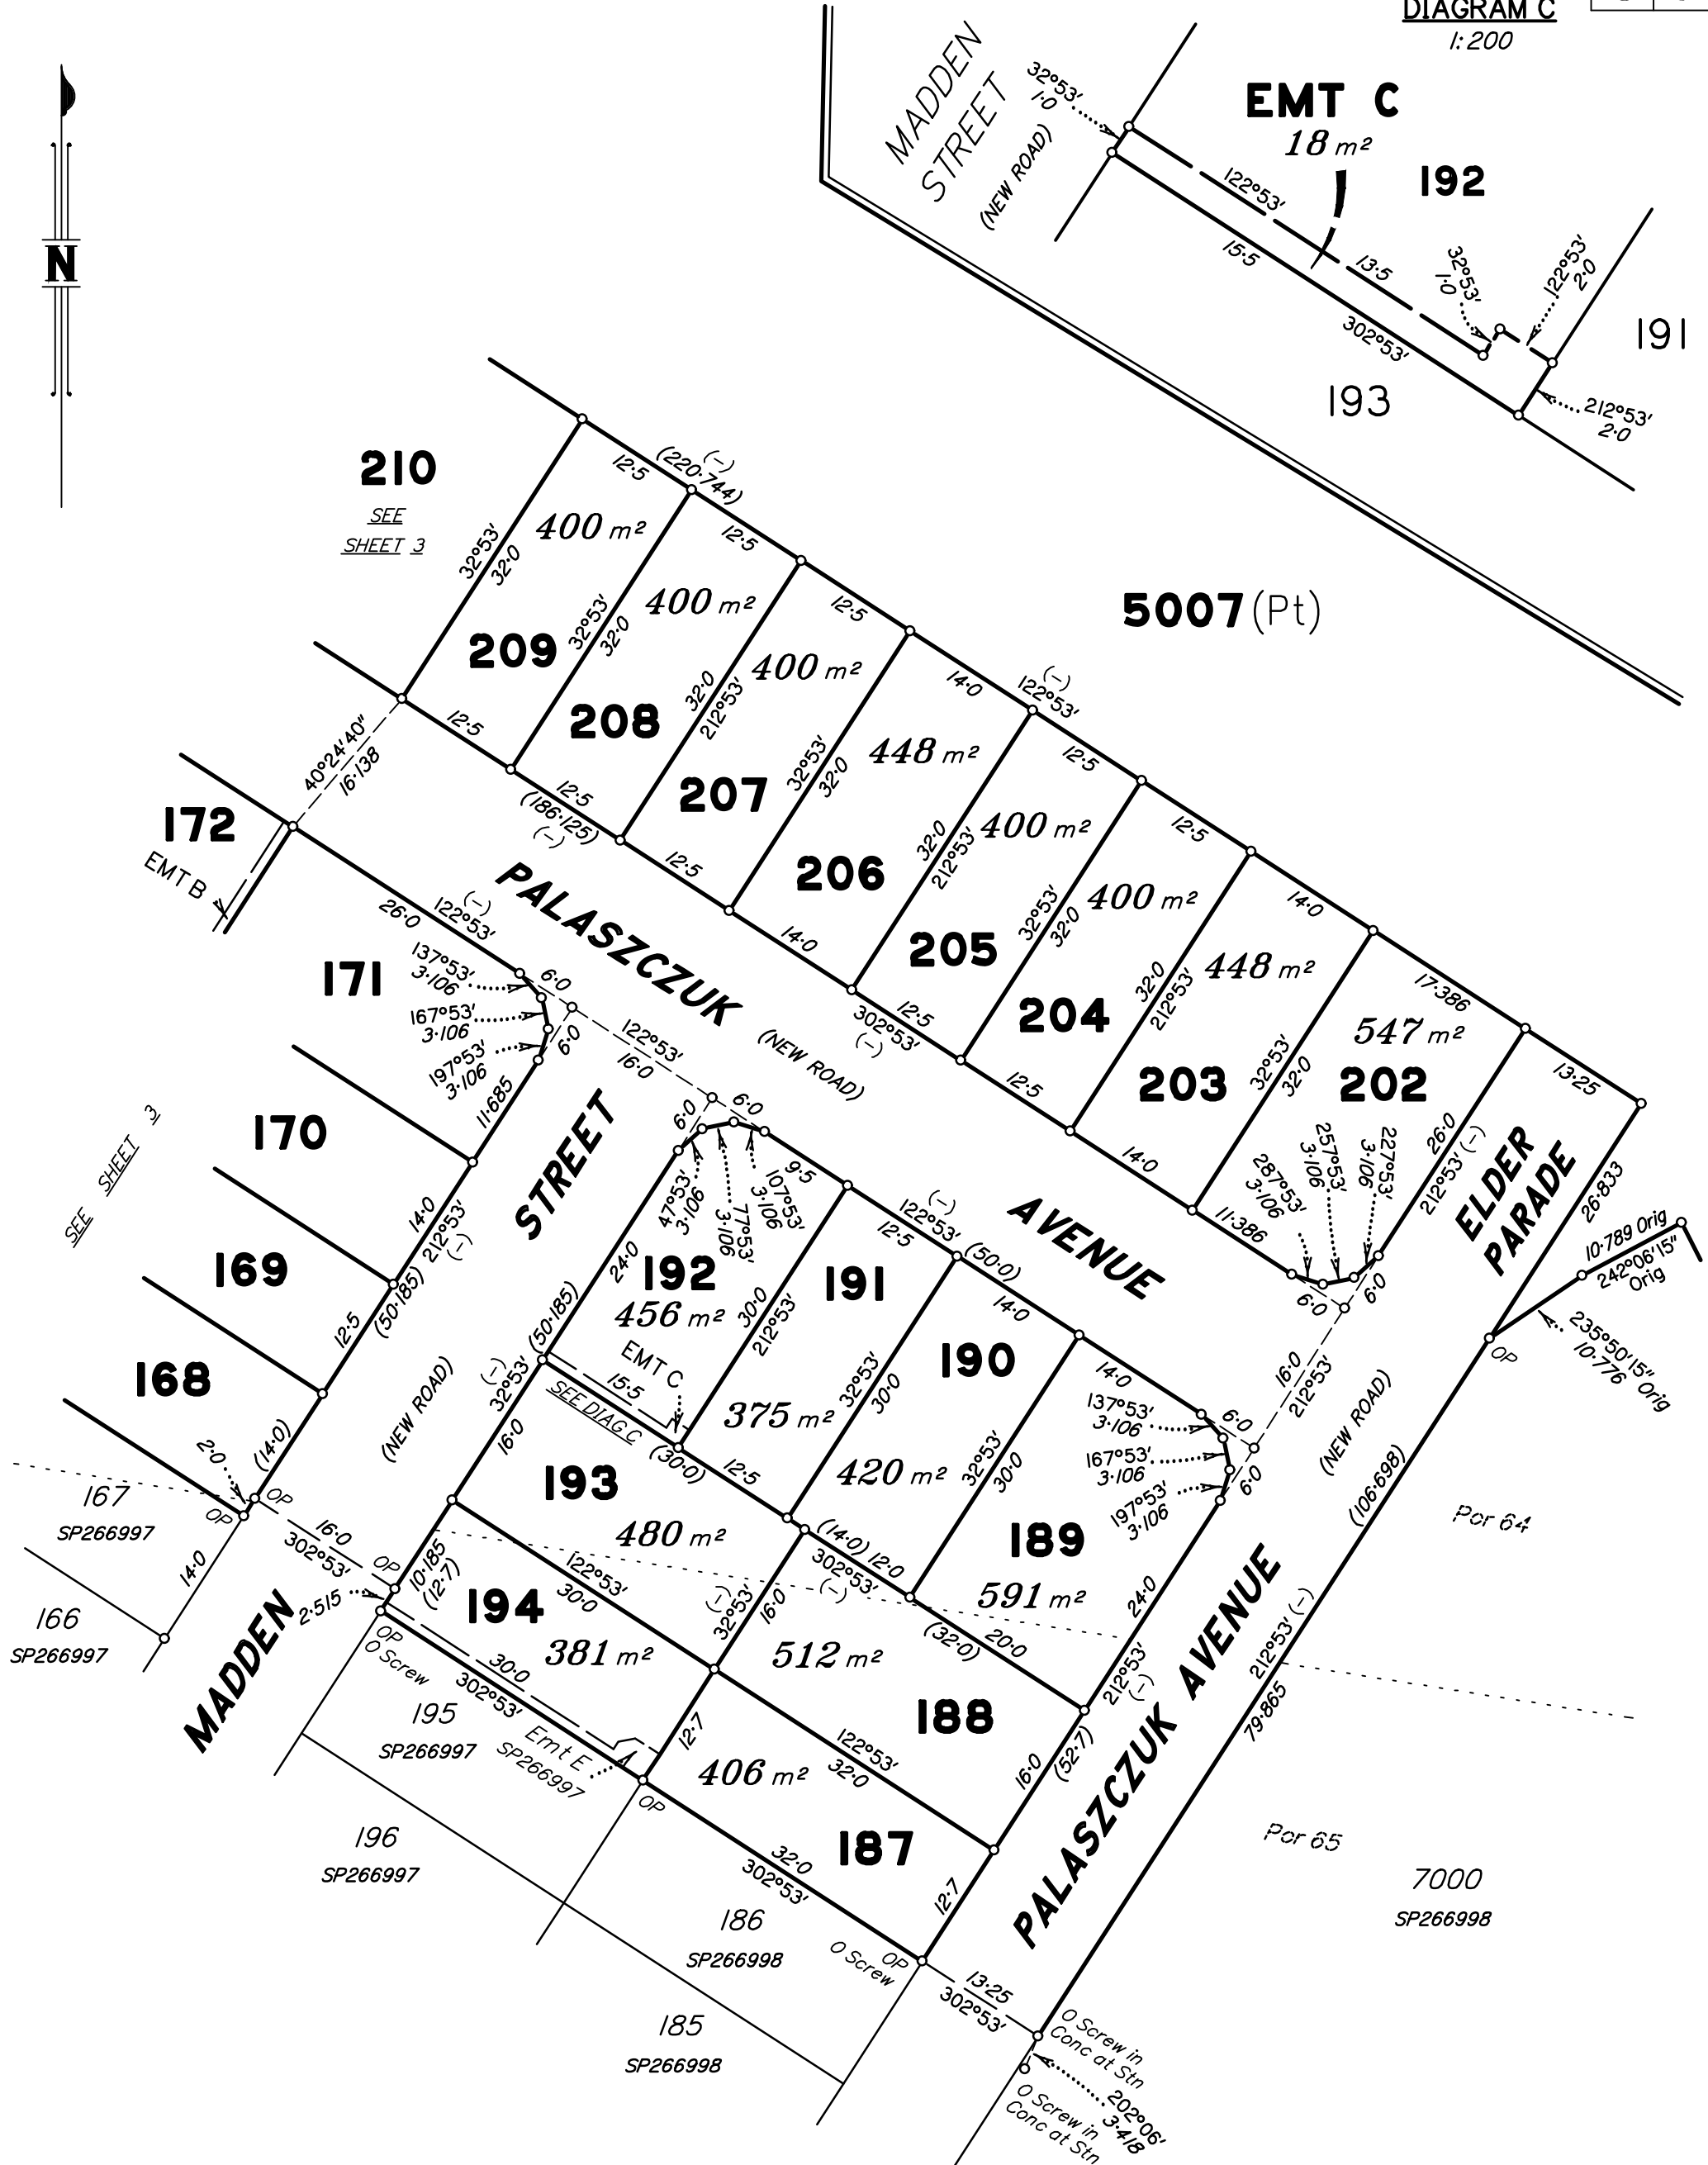 DIAGRAM C
1:200
MADDEN
STREET
(NEW ROAD)
32°53'
1·0
EMT C
18 m²
192
122°53'
15·5
13·5
32°53'
1·0
122°53'
2·0
302°53'
191
193
212°53'
2·0
N
210
SEE
SHEET 3
12·5
(220·744)
(–)
400 m²
32°53'
32·0
209
12·5
400 m²
32°53'
32·0
208
12·5
400 m²
32·0
212°53'
207
14·0
122°53'
(–)
448 m²
32°53'
32·0
206
5007 (Pt)
12·5
400 m²
32·0
212°53'
205
12·5
400 m²
32°53'
32·0
204
14·0
448 m²
32·0
212°53'
203
17·386
547 m²
32°53'
32·0
202
13·25
26·0
212°53' (–)
ELDER
PARADE
26·833
10·789 Orig
242°06'15"
Orig
235°50'15"
10·776 Orig
OP
12·5
12·5
(186·125)
(–)
12·5
14·0
12·5
302°53'
(–)
12·5
14·0
11·386
287°53'
3·106
257°53'
3·106
227°53'
3·106
6·0
6·0
40°24'40"
16·138
172
EMT B
26·0
122°53'
(–)
PALASZCZUK
(NEW ROAD)
AVENUE
171
137°53'
3·106
167°53'
3·106
197°53'
3·106
6·0
6·0
122°53'
16·0
11·685
170
SEE SHEET 3
14·0
212°53'
(–)
(50·185)
169
12·5
168
(14·0)
2·0
OP
OP
167
SP266997
14·0
166
SP266997
STREET
(NEW ROAD)
MADDEN
16·0
302°53'
OP
6·0
6·0
47°53'
3·106
77°53'
3·106
107°53'
3·106
9·5
24·0
192
456 m²
EMT C
(50·185)
32°53'
(–)
15·5
SEE DIAG C
(30·0)
12·5
122°53'
(–)
12·5
191
30·0
212°53'
375 m²
(50·0)
14·0
190
32°53'
30·0
420 m²
14·0
32°53'
30·0
189
591 m²
137°53'
3·106
167°53'
3·106
197°53'
3·106
6·0
6·0
16·0
212°53'
(NEW ROAD)
24·0
(14·0)
12·0
302°53'
(–)
(32·0)
20·0
16·0
193
480 m²
122°53'
30·0
32°53'
(–)
16·0
10·185
(12·7)
2·515
194
381 m²
OP
O Screw
30·0
302°53'
12·7
Emt E
SP266997
195
SP266997
OP
512 m²
188
122°53'
32·0
212°53'
(–)
16·0
(52·7)
406 m²
187
12·7
32·0
302°53'
PALASZCZUK AVENUE
(106·698)
212°53' (–)
79·865
Por 64
Por 65
7000
SP266998
196
SP266997
186
SP266998
185
SP266998
OP
O Screw
13·25
302°53'
O Screw in
Conc at Stn
202°06'
3·418
O Screw in
Conc at Stn